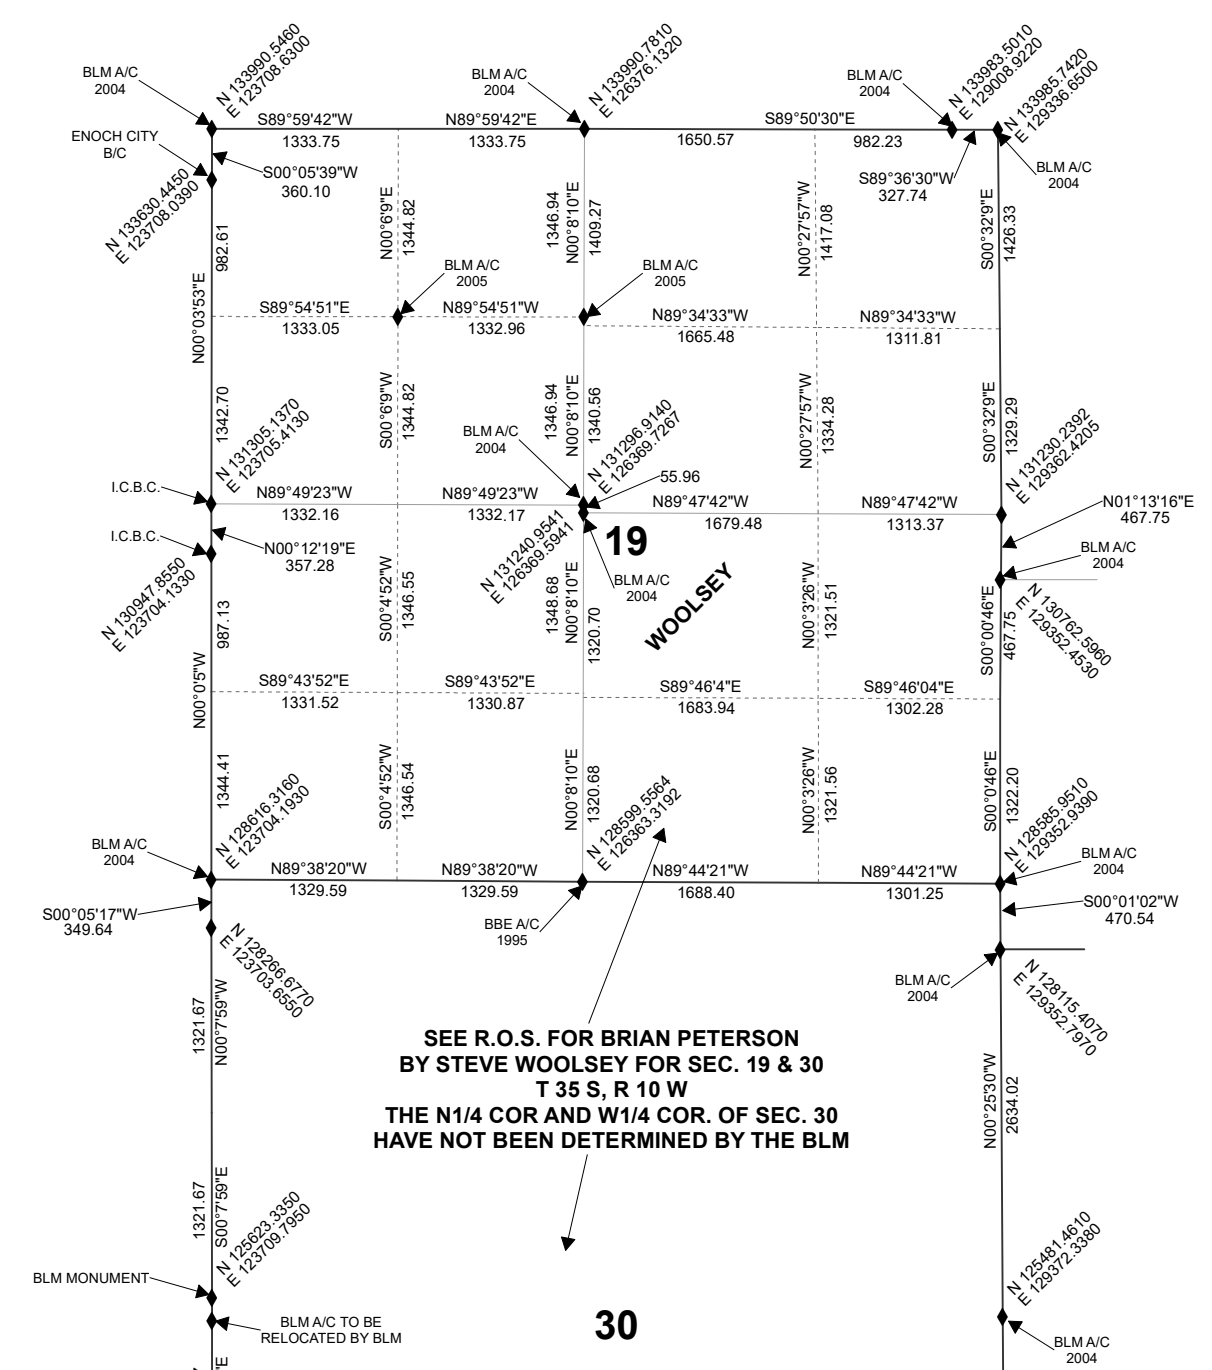 N 133990.5460
E 123708.6300
N 133990.7810
E 126376.1320
N 133983.5010
E 129008.9220
N 133985.7420
E 129336.6500
BLM A/C
2004
BLM A/C
2004
BLM A/C
2004
ENOCH CITY
B/C
S89°59'42"W
1333.75
N89°59'42"E
1333.75
S89°50'30"E
1650.57
982.23
BLM A/C
2004
S00°05'39"W
360.10
S89°36'30"W
327.74
N 133630.4450
E 123708.0390
982.61
N00°6'9"E
1344.82
1346.94
N00°8'10"E
1409.27
N00°27'57"W
1417.08
S00°32'9"E
1426.33
BLM A/C
2005
BLM A/C
2005
N00°03'53"E
S89°54'51"E
1333.05
N89°54'51"W
1332.96
N89°34'33"W
1665.48
N89°34'33"W
1311.81
1342.70
S00°6'9"W
1344.82
1346.94
N00°8'10"E
1340.56
N00°27'57"W
1334.28
S00°32'9"E
1329.29
N 131305.1370
E 123705.4130
BLM A/C
2004
N 131296.9140
E 126369.7267
N 131230.2392
E 129362.4205
I.C.B.C.
55.96
N89°49'23"W
1332.16
N89°49'23"W
1332.17
N89°47'42"W
1679.48
N89°47'42"W
1313.37
N01°13'16"E
467.75
I.C.B.C.
N00°12'19"E
357.28
N 131240.9541
E 126369.5941
19
BLM A/C
2004
BLM A/C
2004
WOOLSEY
N 130947.8550
E 123704.1330
987.13
S00°4'52"W
1346.55
1348.68
N00°8'10"E
1320.70
N00°3'26"W
1321.51
S00°00'46"E
467.75
N 130762.5960
E 129352.4530
N00°0'5"W
S89°43'52"E
1331.52
S89°43'52"E
1330.87
S89°46'4"E
1683.94
S89°46'04"E
1302.28
1344.41
S00°4'52"W
1346.54
N00°8'10"E
1320.68
N00°3'26"W
1321.56
S00°0'46"E
1322.20
N 128616.3160
E 123704.1930
N 128599.5564
E 126363.3192
N 128585.9510
E 129352.9390
BLM A/C
2004
BLM A/C
2004
N89°38'20"W
1329.59
N89°38'20"W
1329.59
N89°44'21"W
1688.40
N89°44'21"W
1301.25
S00°05'17"W
349.64
BBE A/C
1995
S00°01'02"W
470.54
N 128266.6770
E 123703.6550
BLM A/C
2004
N 128115.4070
E 129352.7970
1321.67
N00°7'59"W
SEE R.O.S. FOR BRIAN PETERSON
BY STEVE WOOLSEY FOR SEC. 19 & 30
T 35 S, R 10 W
THE N1/4 COR AND W1/4 COR. OF SEC. 30
HAVE NOT BEEN DETERMINED BY THE BLM
N00°25'30"W
2634.02
1321.67
S00°7'59"E
N 125623.3350
E 123709.7950
N 125481.4610
E 129372.3380
BLM MONUMENT
BLM A/C TO BE
RELOCATED BY BLM
30
BLM A/C
2004